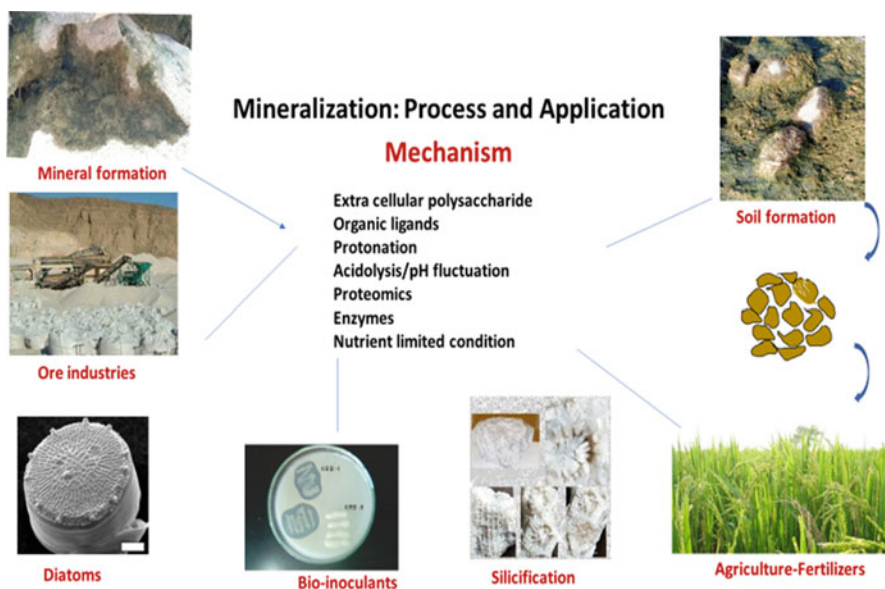 Mineralization: Process and Application
Mechanism
Mineral formation
Extra cellular polysaccharide
Organic ligands
Protonation
Acidolysis/pH fluctuation
Proteomics
Enzymes
Nutrient limited condition
Soil formation
Ore industries
Diatoms
Bio-inoculants
Silicification
Agriculture-Fertilizers